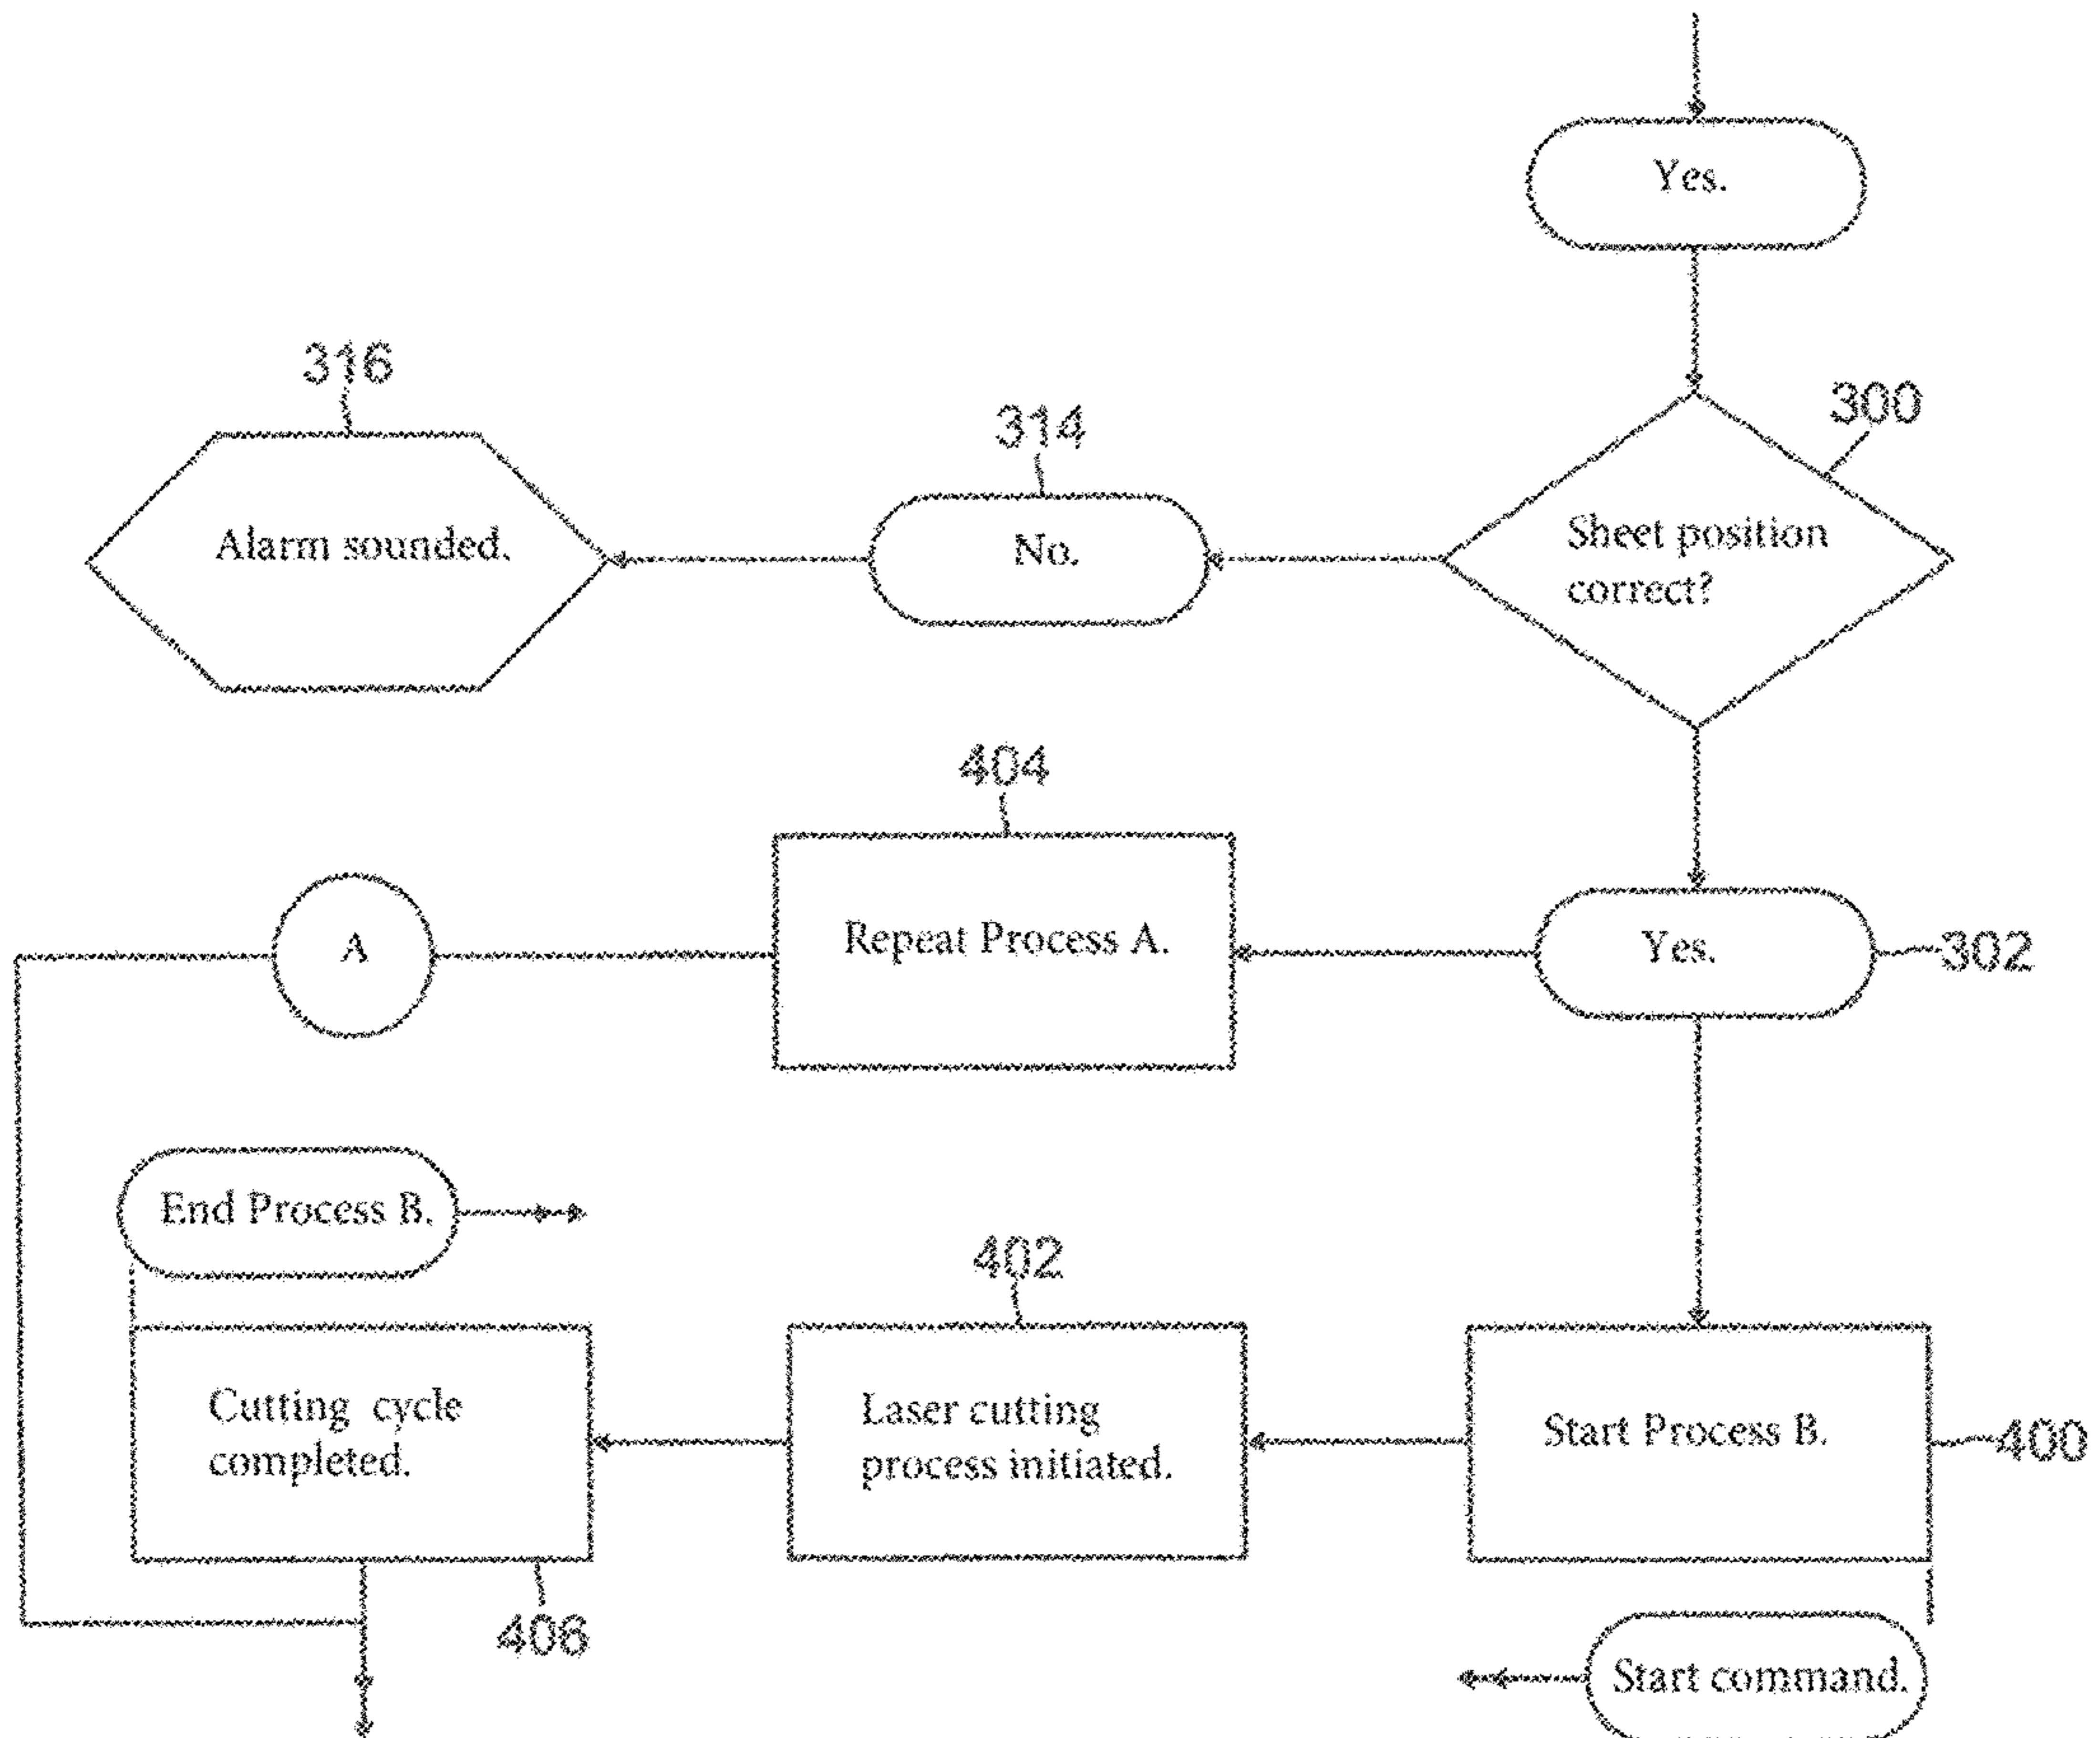 Yes.
316
314
300
Alarm sounded.
No.
Sheet position
correct?
404
A
Repeat Process A.
Yes.
302
End Process B.
402
Cutting cycle
completed.
Laser cutting
process initiated.
Start Process B.
400
406
Start command.